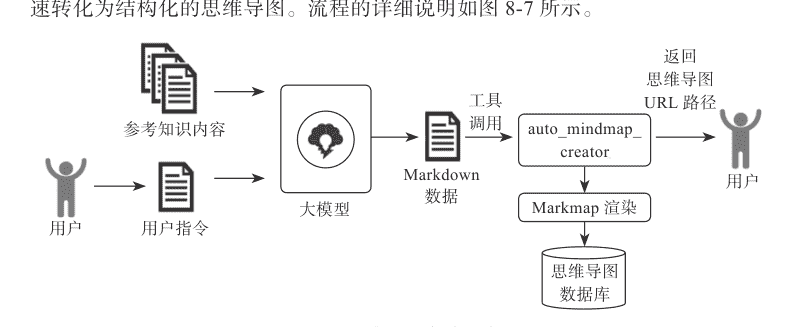 速转化为结构化的思维导图。流程的详细说明如图 8-7 所示。
返回
思维导图
URL 路径
工具
调用
参考知识内容
auto_mindmap_
creator
Markdown
数据
用户
大模型
Markmap 渲染
用户
用户指令
思维导图
数据库